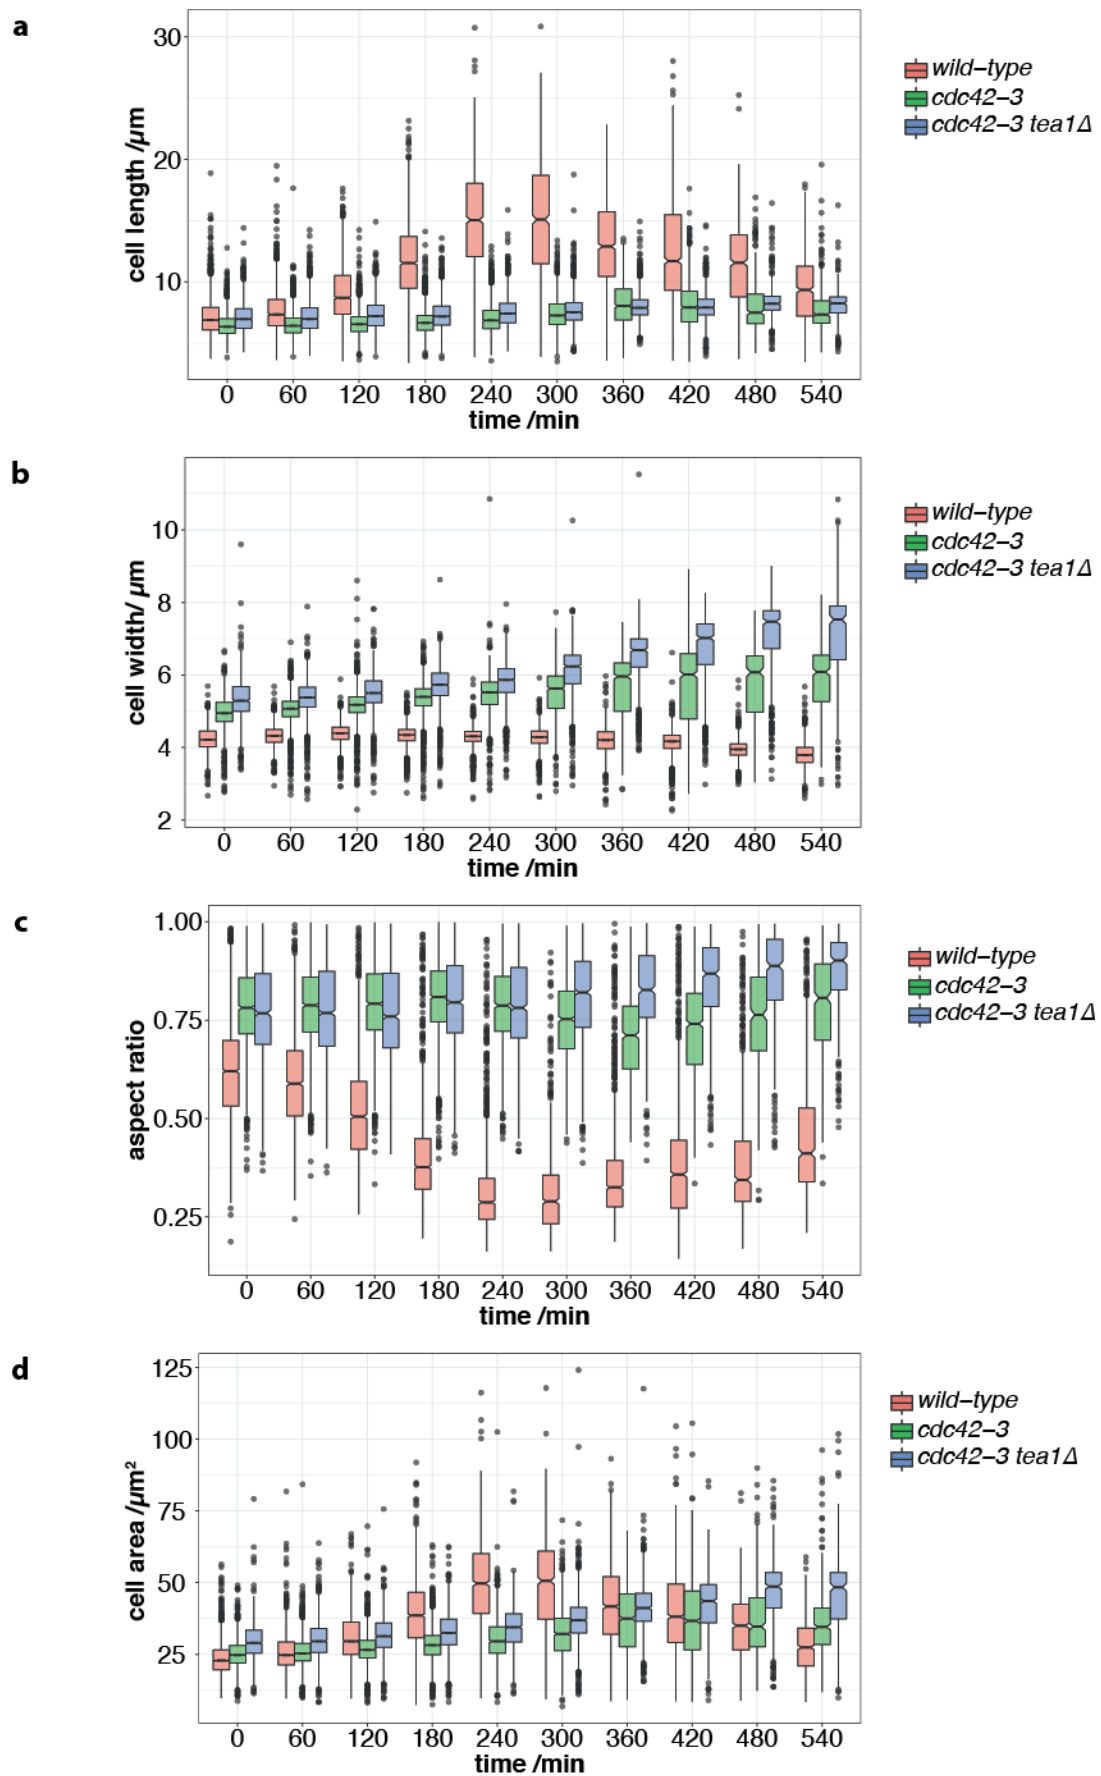 a
30
20
10
cell length /μm
0 60 120 180 240 300 360 420 480 540
time /min
wild-type
cdc42-3
cdc42-3 tea1Δ
b
10
8
6
4
2
cell width/ μm
0 60 120 180 240 300 360 420 480 540
time /min
wild-type
cdc42-3
cdc42-3 tea1Δ
c
1.00
0.75
0.50
0.25
aspect ratio
0 60 120 180 240 300 360 420 480 540
time /min
wild-type
cdc42-3
cdc42-3 tea1Δ
d
125
100
75
50
25
cell area /μm²
0 60 120 180 240 300 360 420 480 540
time /min
wild-type
cdc42-3
cdc42-3 tea1Δ